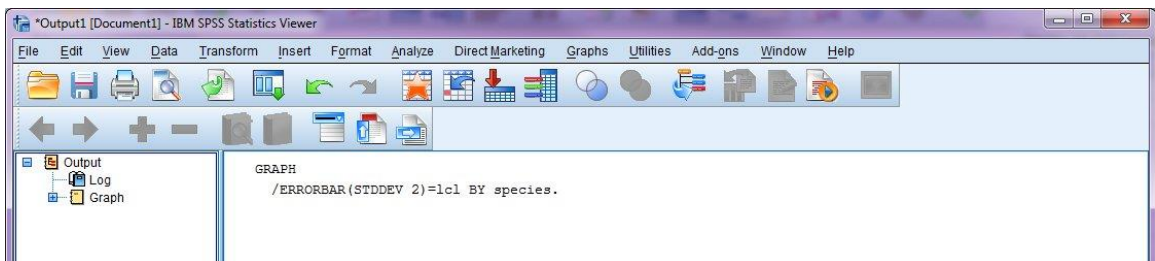 *Output1 [Document1] - IBM SPSS Statistics Viewer
File Edit View Data Transform Insert Format Analyze Direct Marketing Graphs Utilities Add-ons Window Help
Output
Log
Graph
GRAPH
/ERRORBAR(STDDEV 2)=lcl BY species.